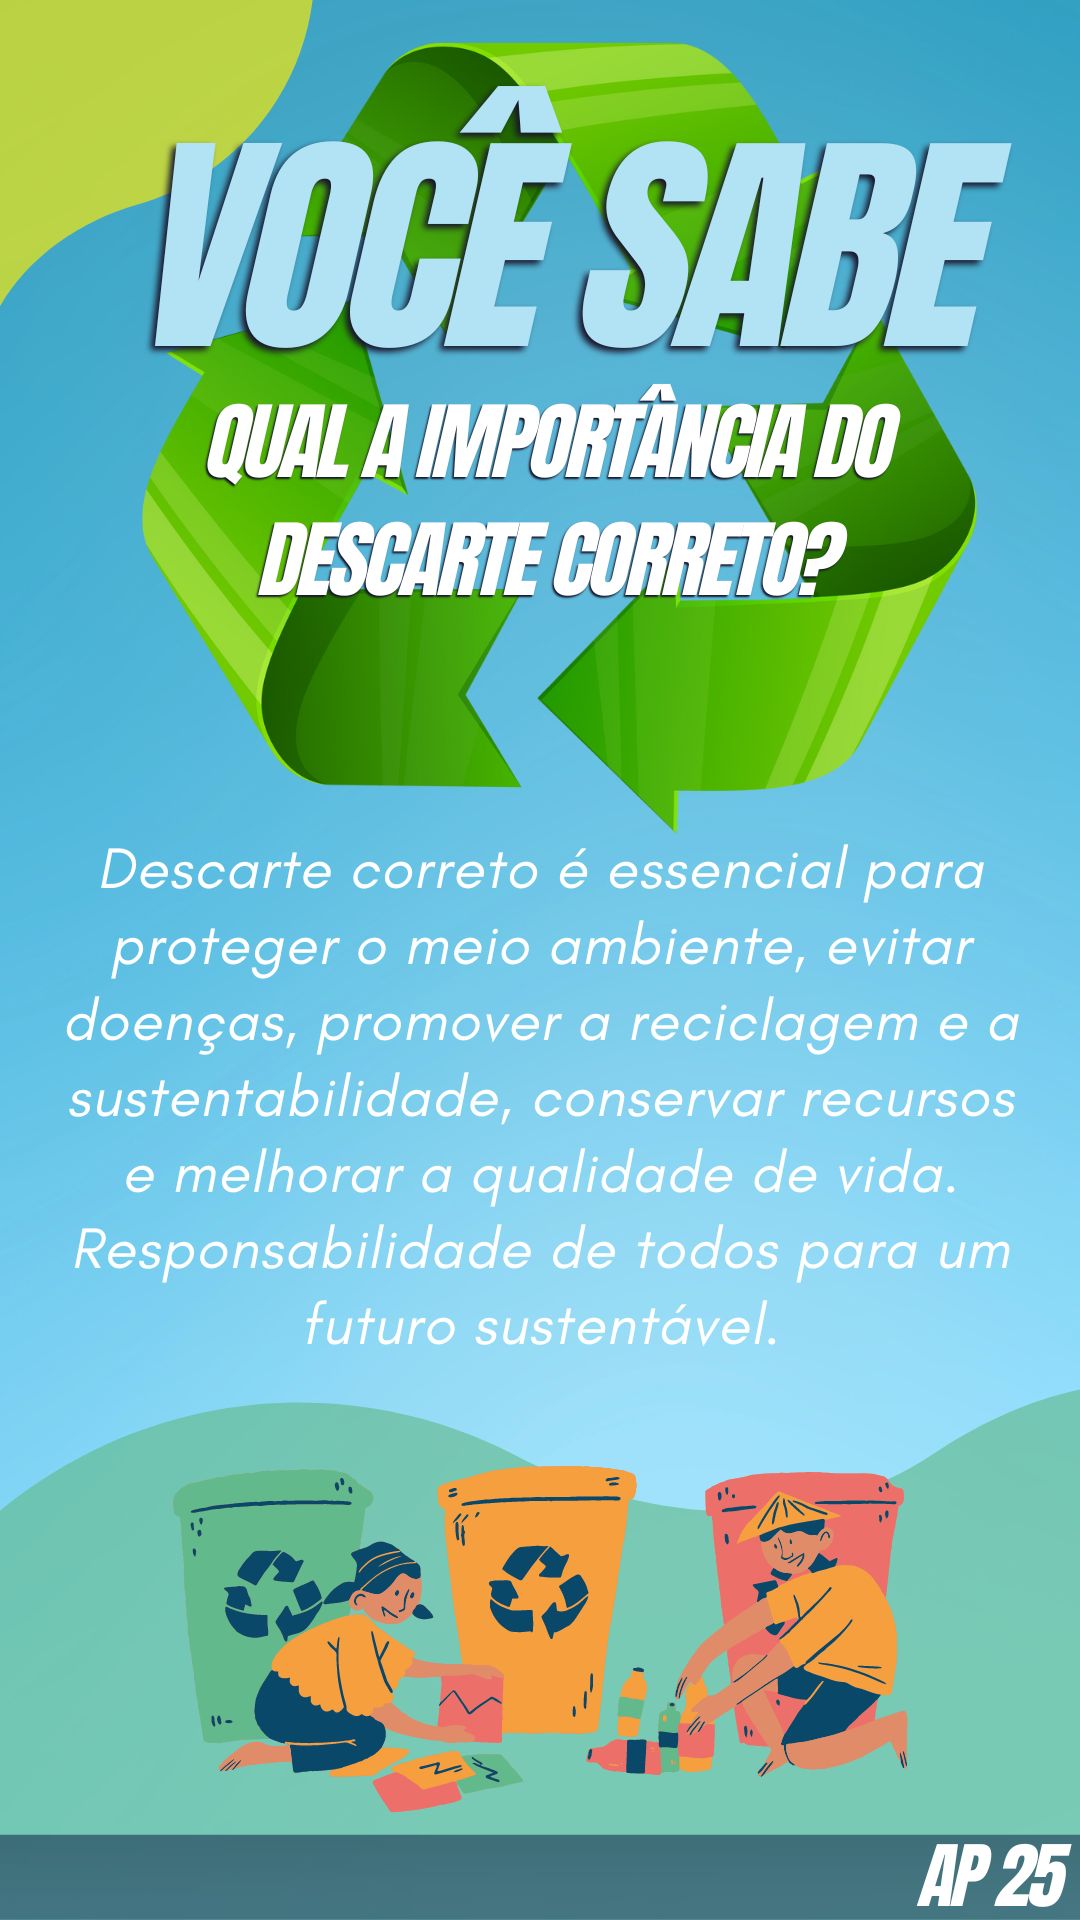 VOCÊ SABE
QUAL A IMPORTÂNCIA DO
DESCARTE CORRETO?
Descarte correto é essencial para
proteger o meio ambiente, evitar
doenças, promover a reciclagem e a
sustentabilidade, conservar recursos
e melhorar a qualidade de vida.
Responsabilidade de todos para um
futuro sustentável.
AP 25